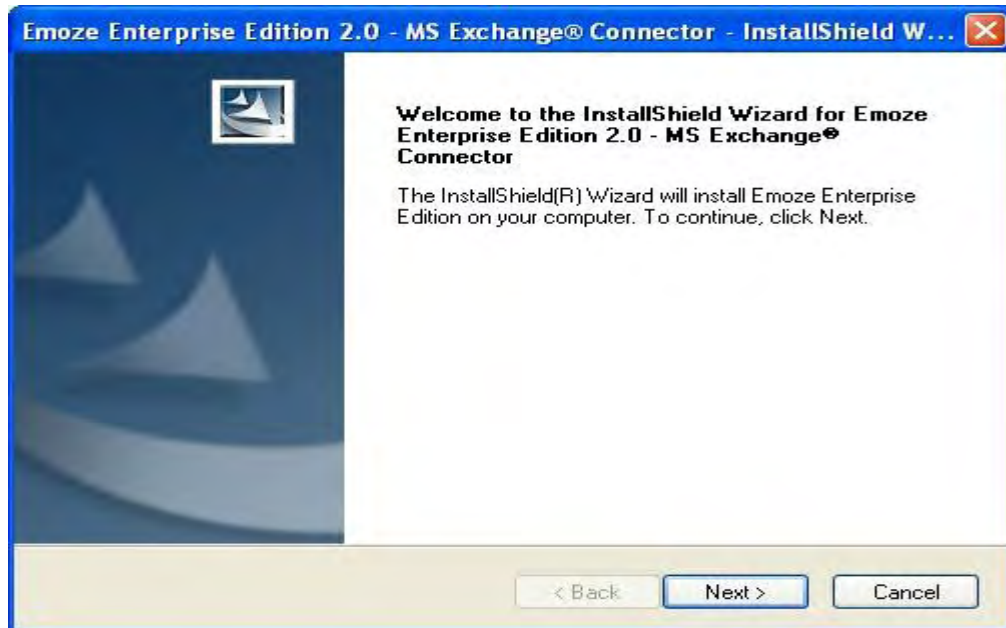 Emoze Enterprise Edition 2.0 - MS Exchange® Connector - InstallShield W...
Welcome to the InstallShield Wizard for Emoze
Enterprise Edition 2.0 - MS Exchange®
Connector
The InstallShield(R) Wizard will install Emoze Enterprise
Edition on your computer. To continue, click Next.
< Back Next > Cancel